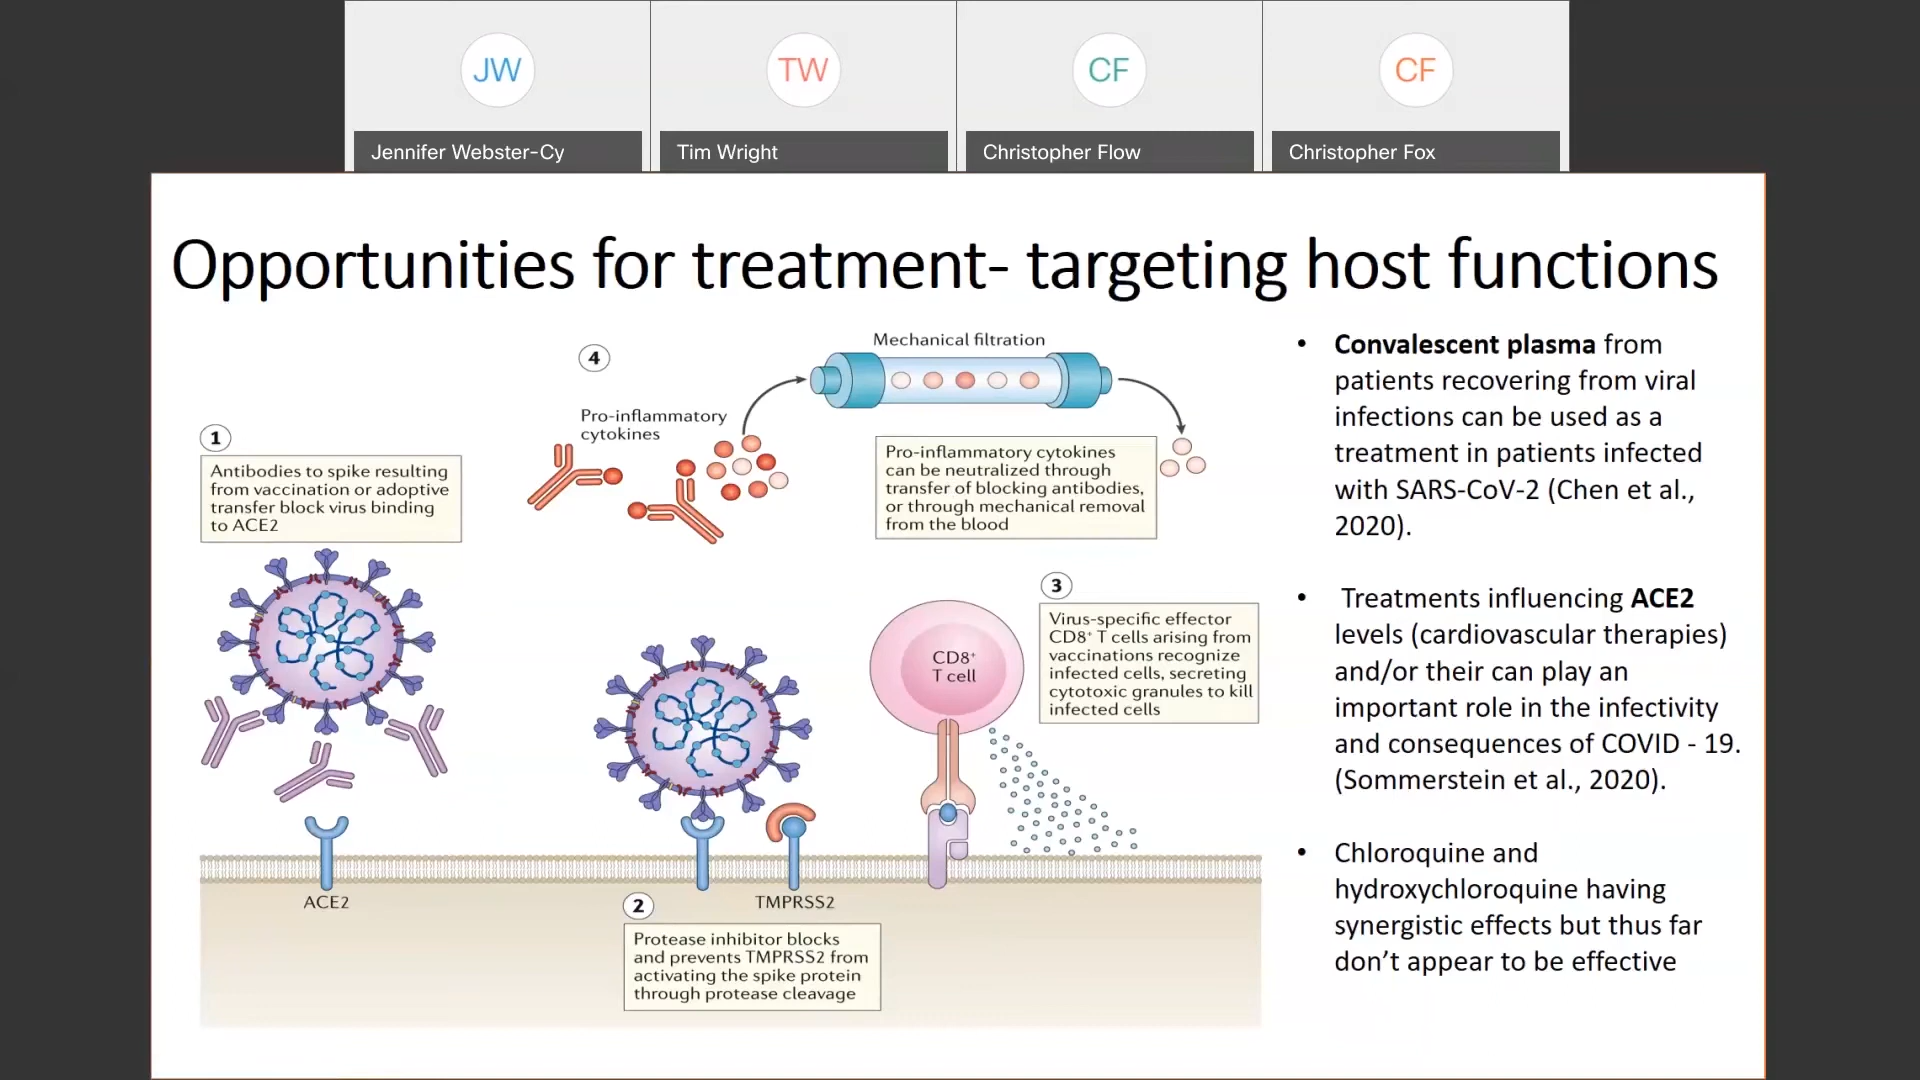 JW
TW
CF
CF
Jennifer Webster-Cy
Tim Wright
Christopher Flow
Christopher Fox
Opportunities for treatment- targeting host functions
1
Antibodies to spike resulting
from vaccination or adoptive
transfer block virus binding
to ACE2
4
Pro-inflammatory
cytokines
Mechanical filtration
Pro-inflammatory cytokines
can be neutralized through
transfer of blocking antibodies,
or through mechanical removal
from the blood
3
Virus-specific effector
CD8⁺ T cells arising from
vaccinations recognize
infected cells, secreting
cytotoxic granules to kill
infected cells
CD8⁺
T cell
ACE2
TMPRSS2
2
Protease inhibitor blocks
and prevents TMPRSS2 from
activating the spike protein
through protease cleavage
• Convalescent plasma from
patients recovering from viral
infections can be used as a
treatment in patients infected
with SARS-CoV-2 (Chen et al.,
2020).
• Treatments influencing ACE2
levels (cardiovascular therapies)
and/or their can play an
important role in the infectivity
and consequences of COVID - 19.
(Sommerstein et al., 2020).
• Chloroquine and
hydroxychloroquine having
synergistic effects but thus far
don’t appear to be effective